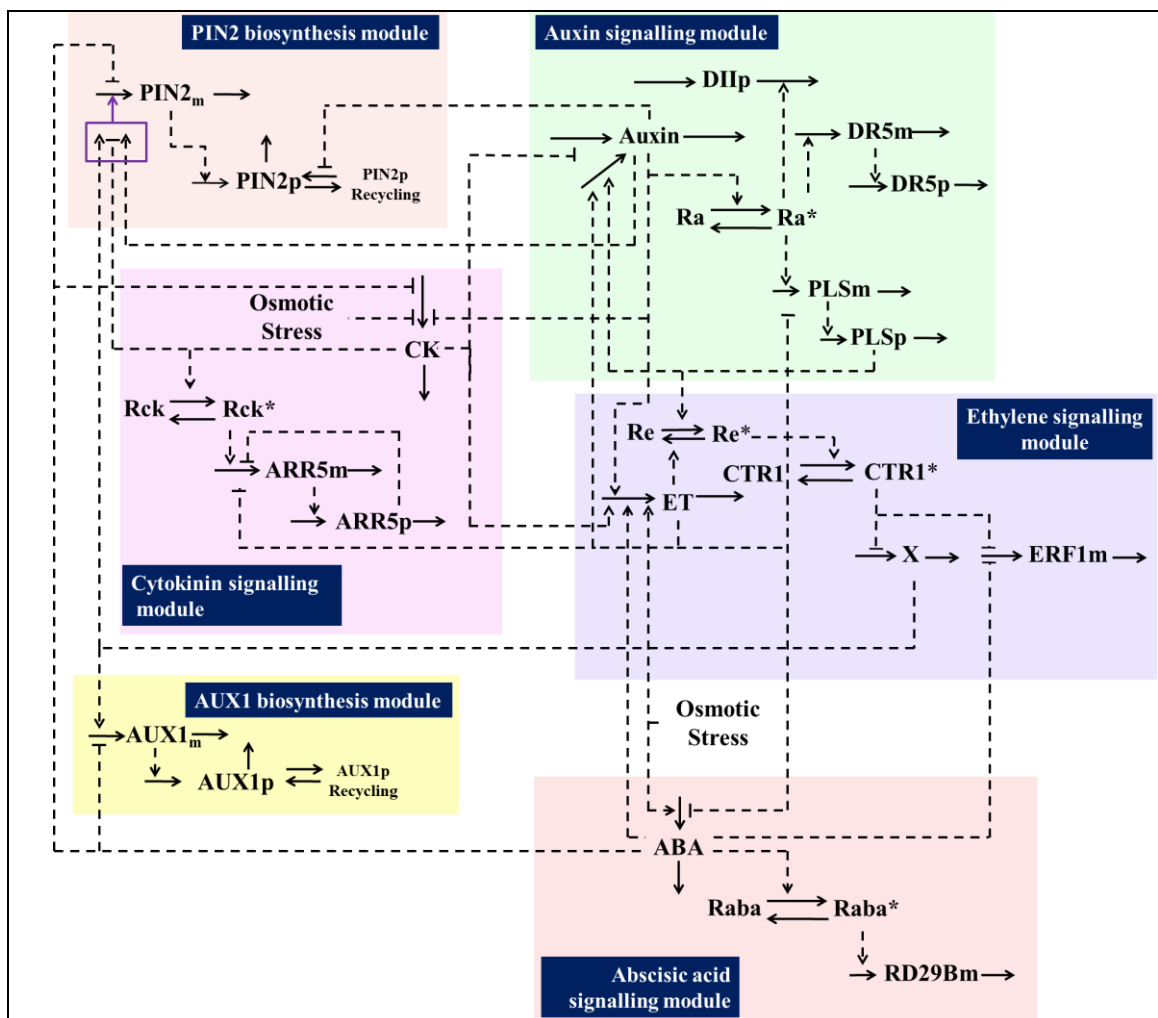 PIN2 biosynthesis module
PIN2m
PIN2p
PIN2p
Recycling
Auxin signalling module
DIIp
Auxin
DR5m
DR5p
Ra
Ra*
PLSm
PLSp
Osmotic
Stress
CK
Rck
Rck*
ARR5m
ARR5p
Cytokinin signalling
module
Ethylene signalling
module
Re
Re*
CTR1
CTR1*
ET
X
ERF1m
AUX1 biosynthesis module
AUX1m
AUX1p
AUX1p
Recycling
Osmotic
Stress
ABA
Raba
Raba*
RD29Bm
Abscisic acid
signalling module